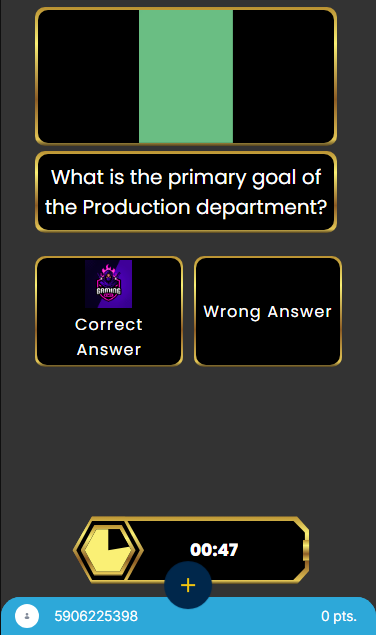 What is the primary goal of
the Production department?
GAMING
Correct
Answer
Wrong Answer
00:47
5906225398
0 pts.